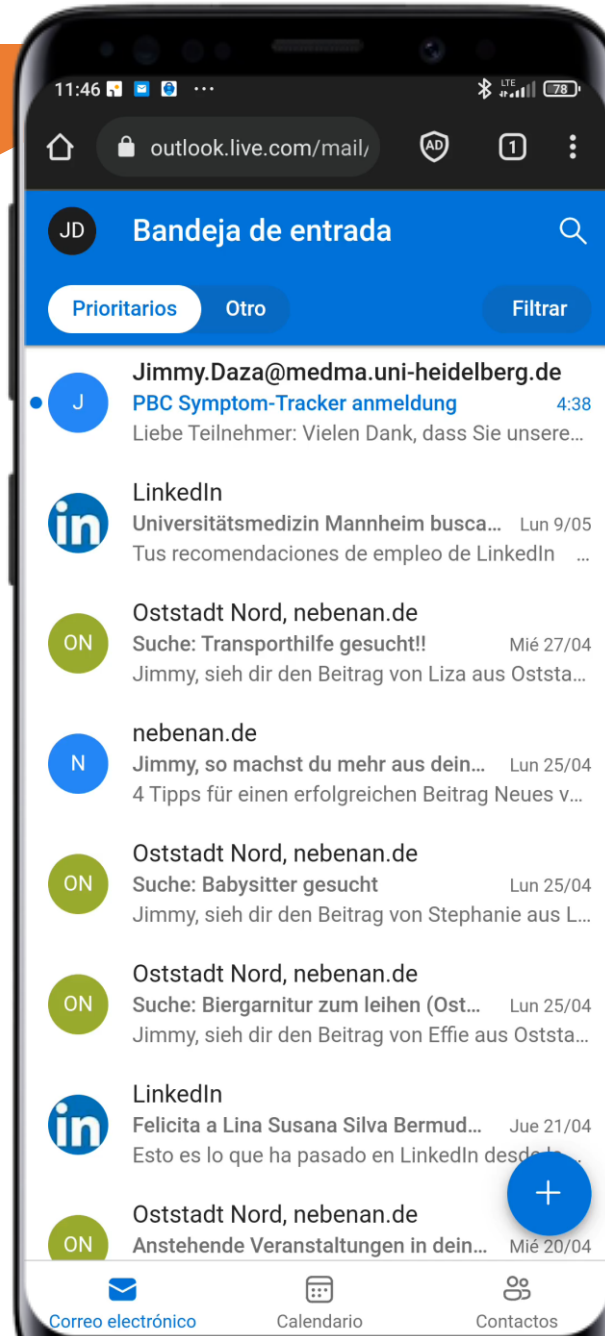 11:46
LTE
78
outlook.live.com/mail/
AD
1
JD
Bandeja de entrada
Prioritarios
Otro
Filtrar
J
Jimmy.Daza@medma.uni-heidelberg.de
PBC Symptom-Tracker anmeldung 4:38
Liebe Teilnehmer: Vielen Dank, dass Sie unsere...
in
LinkedIn
Universitätsmedizin Mannheim busca... Lun 9/05
Tus recomendaciones de empleo de LinkedIn ...
ON
Oststadt Nord, nebenan.de
Suche: Transporthilfe gesucht!! Mié 27/04
Jimmy, sieh dir den Beitrag von Liza aus Oststa...
N
nebenan.de
Jimmy, so machst du mehr aus dein... Lun 25/04
4 Tipps für einen erfolgreichen Beitrag Neues v...
ON
Oststadt Nord, nebenan.de
Suche: Babysitter gesucht Lun 25/04
Jimmy, sieh dir den Beitrag von Stephanie aus L...
ON
Oststadt Nord, nebenan.de
Suche: Biergarnitur zum leihen (Ost... Lun 25/04
Jimmy, sieh dir den Beitrag von Effie aus Oststa...
in
LinkedIn
Felicita a Lina Susana Silva Bermud... Jue 21/04
Esto es lo que ha pasado en LinkedIn
ON
Oststadt Nord, nebenan.de
Anstehende Veranstaltungen in dein... Mié 20/04
Correo electrónico
Calendario
Contactos